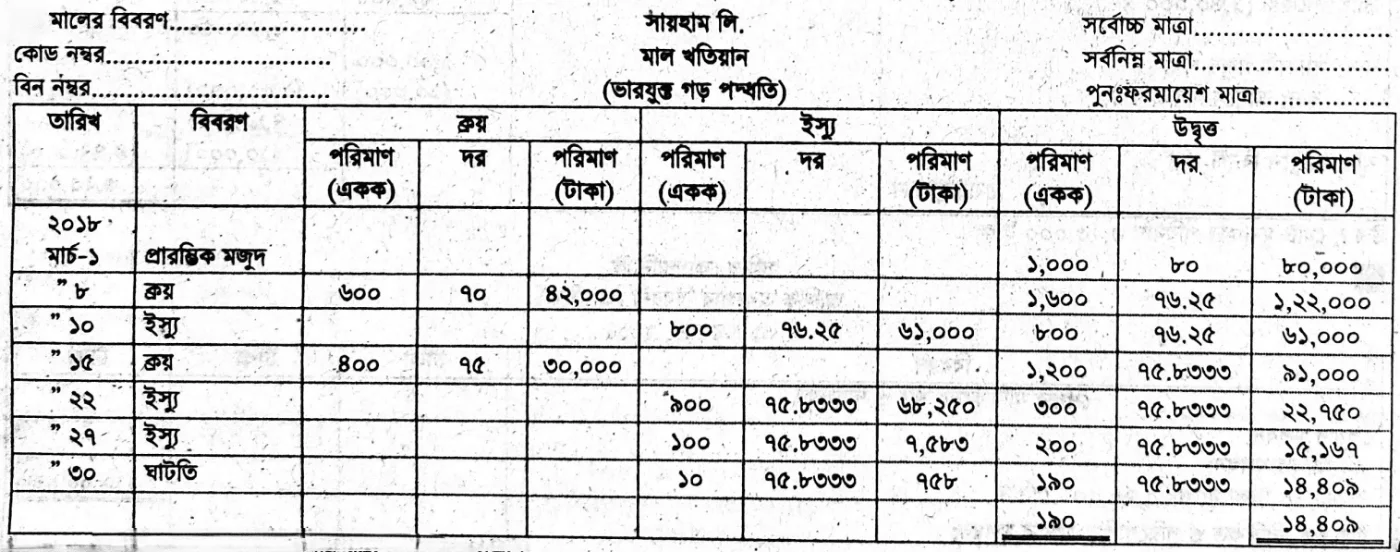 মালের বিবরণ.............................. সায়হাম লি. সর্বোচ্চ মাত্রা........................
কোড নম্বর.................................. মাল খতিয়ান সর্বনিম্ন মাত্রা........................
বিন নম্বর.................................... (ভারযুক্ত গড় পদ্ধতি) পুনঃফরমায়েশ মাত্রা..................
তারিখ বিবরণ ক্রয় ইস্যু উদ্বৃত্ত
পরিমাণ দর পরিমাণ পরিমাণ দর পরিমাণ পরিমাণ দর পরিমাণ
(একক) (টাকা) (একক) (টাকা) (একক) (টাকা)
২০১৮
মার্চ-১ প্রারম্ভিক মজুদ ১,০০০ ৮০ ৮০,০০০
” ৮ ক্রয় ৬০০ ৭০ ৪২,০০০ ১,৬০০ ৭৬.২৫ ১,২২,০০০
” ১০ ইস্যু ৮০০ ৭৬.২৫ ৬১,০০০ ৮০০ ৭৬.২৫ ৬১,০০০
” ১৫ ক্রয় ৪০০ ৭৫ ৩০,০০০ ১,২০০ ৭৫.৮৩৩৩ ৯১,০০০
” ২২ ইস্যু ৯০০ ৭৫.৮৩৩৩ ৬৮,২৫০ ৩০০ ৭৫.৮৩৩৩ ২২,৭৫০
” ২৭ ইস্যু ১০০ ৭৫.৮৩৩৩ ৭,৫৮৩ ২০০ ৭৫.৮৩৩৩ ১৫,১৬৭
” ৩০ ঘাটতি ১০ ৭৫.৮৩৩৩ ৭৫৮ ১৯০ ৭৫.৮৩৩৩ ১৪,৪০৯
১৯০ ১৪,৪০৯